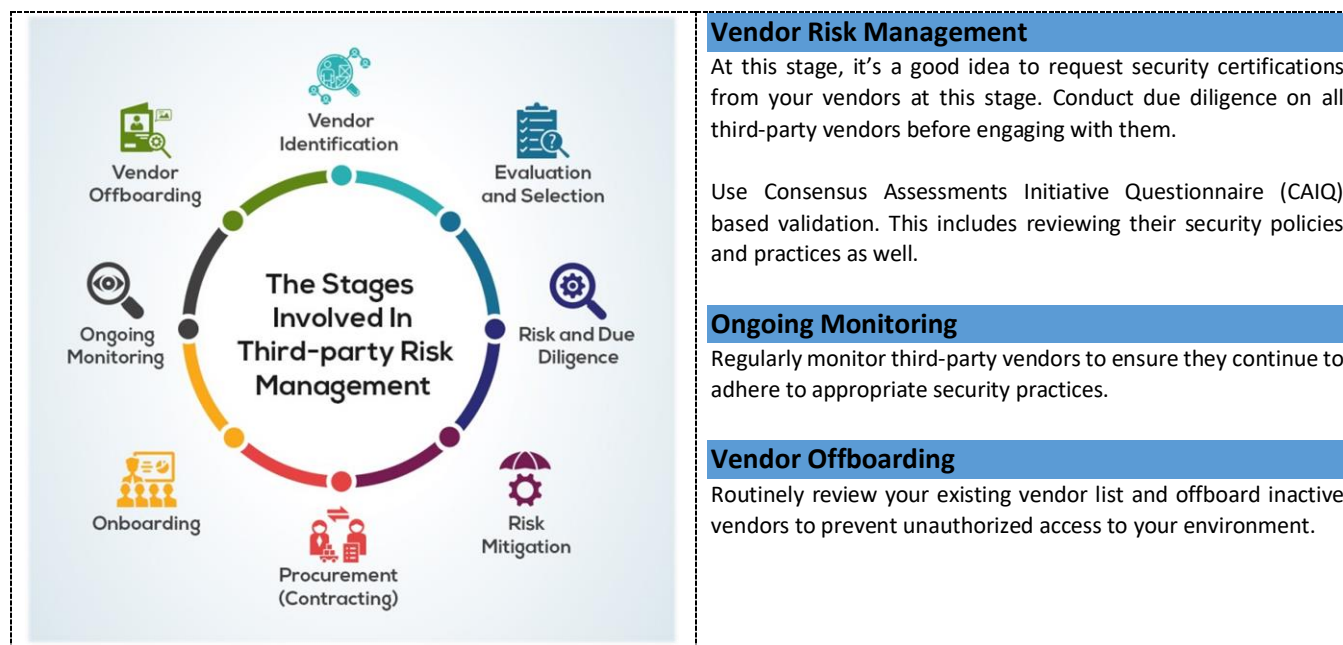 Vendor
Identification
Evaluation
and Selection
Risk and Due
Diligence
Risk
Mitigation
Procurement
(Contracting)
Onboarding
Ongoing
Monitoring
Vendor
Offboarding
The Stages
Involved In
Third-party Risk
Management
Vendor Risk Management
At this stage, it’s a good idea to request security certifications
from your vendors at this stage. Conduct due diligence on all
third-party vendors before engaging with them.
Use Consensus Assessments Initiative Questionnaire (CAIQ)
based validation. This includes reviewing their security policies
and practices as well.
Ongoing Monitoring
Regularly monitor third-party vendors to ensure they continue to
adhere to appropriate security practices.
Vendor Offboarding
Routinely review your existing vendor list and offboard inactive
vendors to prevent unauthorized access to your environment.